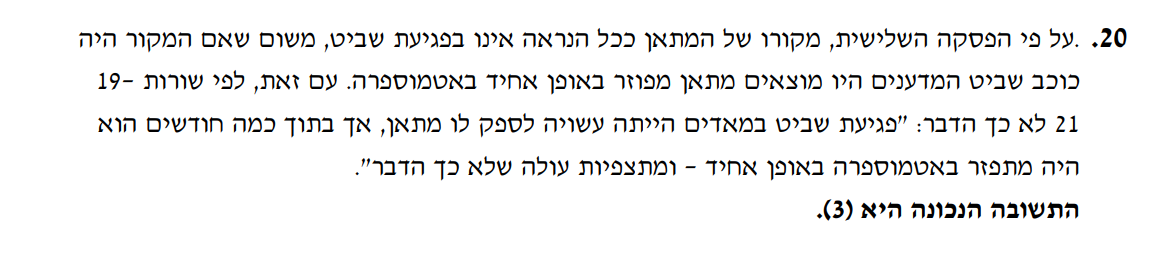 20. .על פי הפסקה השלישית, מקורו של המתאן ככל הנראה אינו בפגיעת שביט, משום שאם המקור היה
כוכב שביט המדענים היו מוצאים מתאן מפוזר באופן אחיד באטמוספרה. עם זאת, לפי שורות 19-
21 לא כך הדבר: "פגיעת שביט במאדים הייתה עשויה לספק לו מתאן, אך בתוך כמה חודשים הוא
היה מתפזר באטמוספרה באופן אחיד – ומתצפיות עולה שלא כך הדבר".
התשובה הנכונה היא (3).